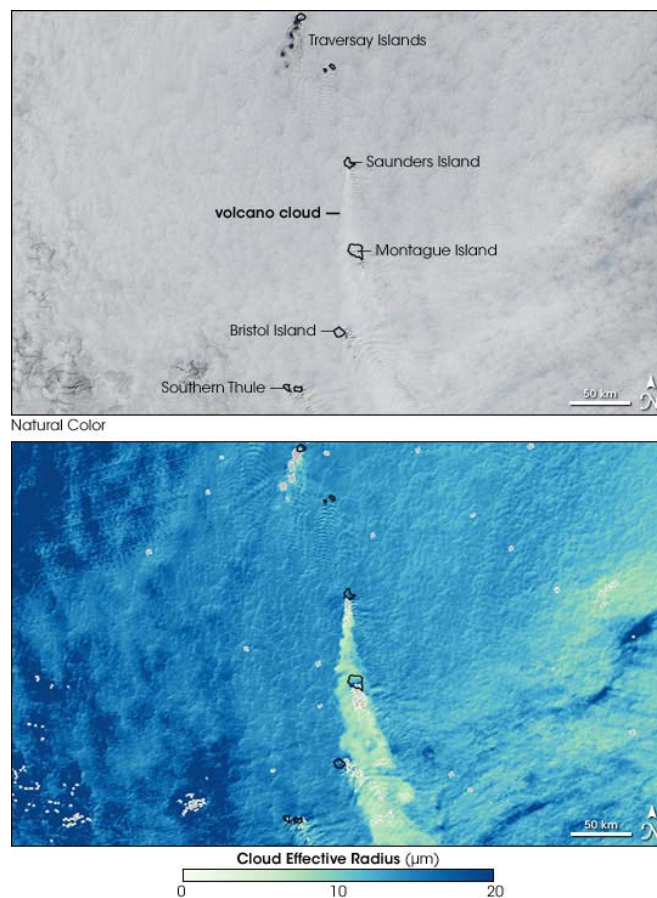 Traversay Islands
Saunders Island
volcano cloud
Montague Island
Bristol Island
Southern Thule
50 km
N
Natural Color
50 km
N
Cloud Effective Radius (μm)
0 10 20